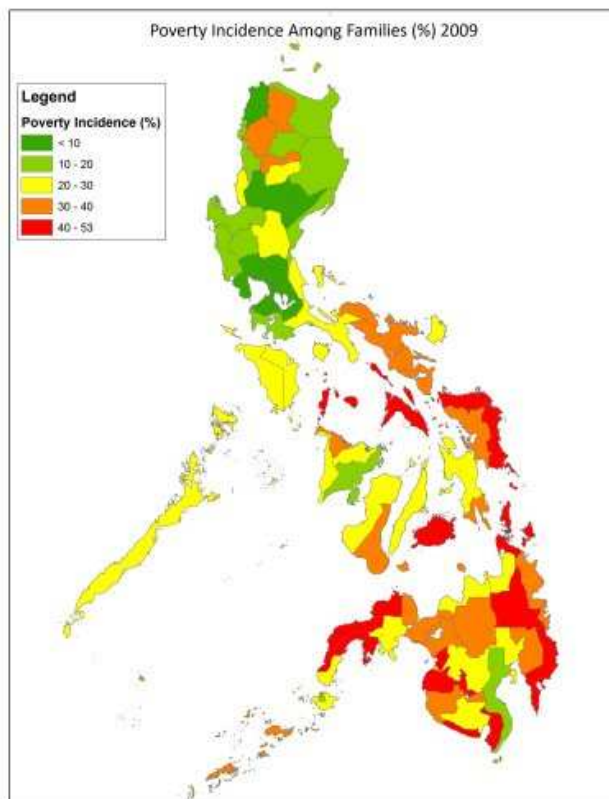 Poverty Incidence Among Families (%) 2009
Legend
Poverty Incidence (%)
< 10
10 - 20
20 - 30
30 - 40
40 - 53